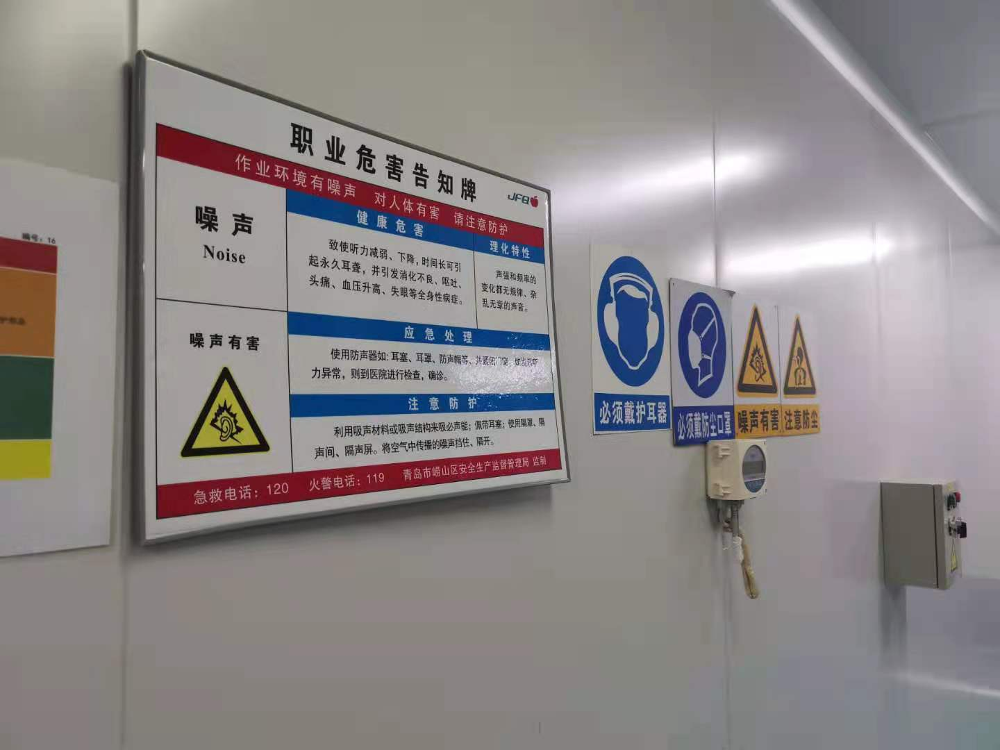 编号：16
职业危害告知牌
JFQ
作业环境有噪声 对人体有害 请注意防护
噪声
Noise
健康危害
致使听力减弱、下降，时间长可引
起永久耳聋，并引发消化不良、呕吐、
头痛、血压升高、失眠等全身性病症。
理化特性
声强和频率的
变化都无规律、杂
乱无章的声音。
噪声有害
应急处理
使用防声器如：耳塞、耳罩、防声帽等、并紧闭门窗。如发现听
力异常，则到医院进行检查，确诊。
注意防护
利用吸声材料或吸声结构来吸必声能；佩带耳塞；使用隔罩、隔
声间、隔声屏。将空气中传播的噪声挡住、隔开。
急救电话：120 火警电话：119 青岛市崂山区安全生产监督管理局 监制
必须戴护耳器
必须戴防尘口罩
噪声有害
注意防尘